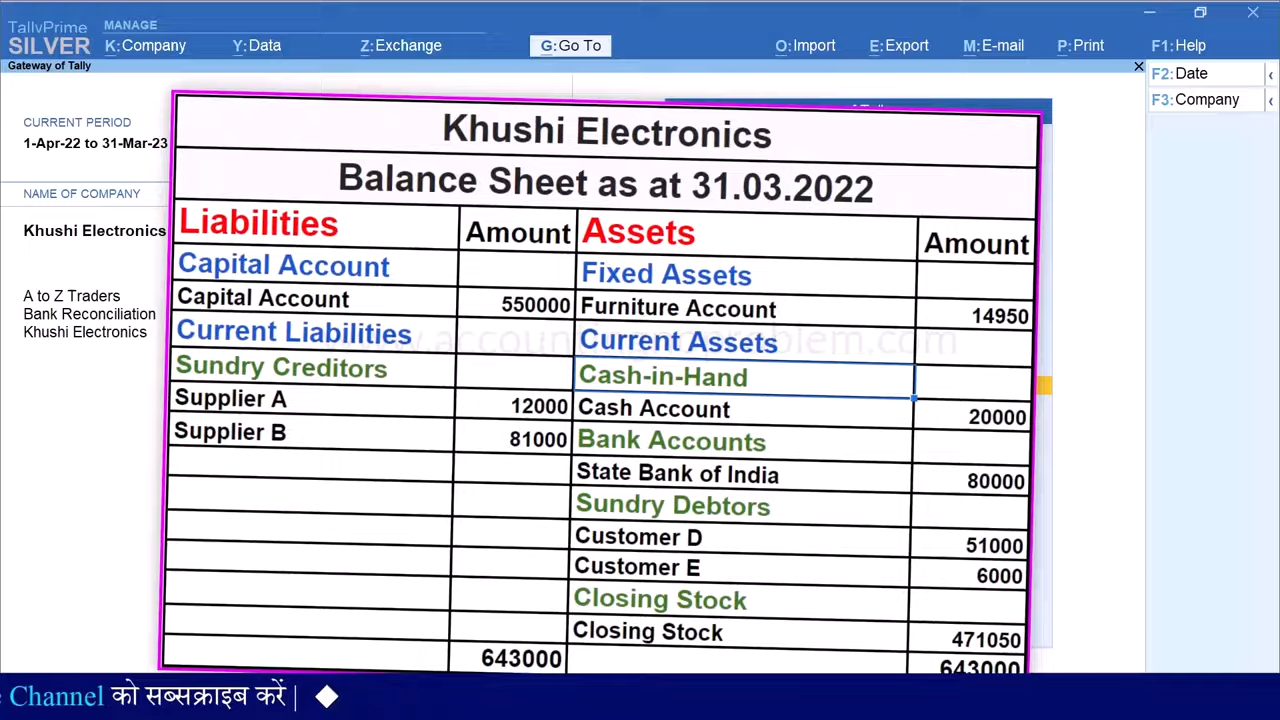 TallyPrime
SILVER
MANAGE
K:Company
Y:Data
Z:Exchange
G:Go To
O:Import
E:Export
M:E-mail
P:Print
F1:Help
Gateway of Tally
F2:Date
F3:Company
CURRENT PERIOD
1-Apr-22 to 31-Mar-23
NAME OF COMPANY
Khushi Electronics
A to Z Traders
Bank Reconciliation
Khushi Electronics
Khushi Electronics
Balance Sheet as at 31.03.2022
Liabilities Amount Assets Amount
Capital Account Fixed Assets
Capital Account 550000 Furniture Account 14950
Current Liabilities Current Assets
Sundry Creditors Cash-in-Hand
Supplier A 12000 Cash Account 20000
Supplier B 81000 Bank Accounts
State Bank of India 80000
Sundry Debtors
Customer D 51000
Customer E 6000
Closing Stock
Closing Stock 471050
643000 643000
Channel को सब्सक्राइब करें |